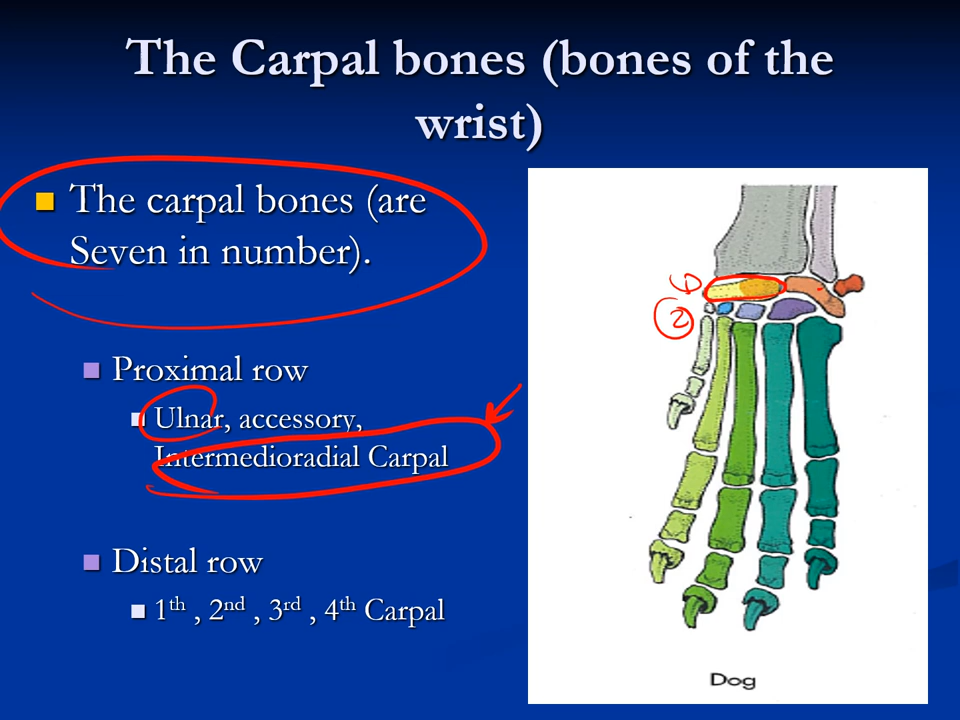 The Carpal bones (bones of the
wrist)
The carpal bones (are
Seven in number).
Proximal row
Ulnar, accessory,
Intermedioradial Carpal
Distal row
1th , 2nd , 3rd , 4th Carpal
Dog